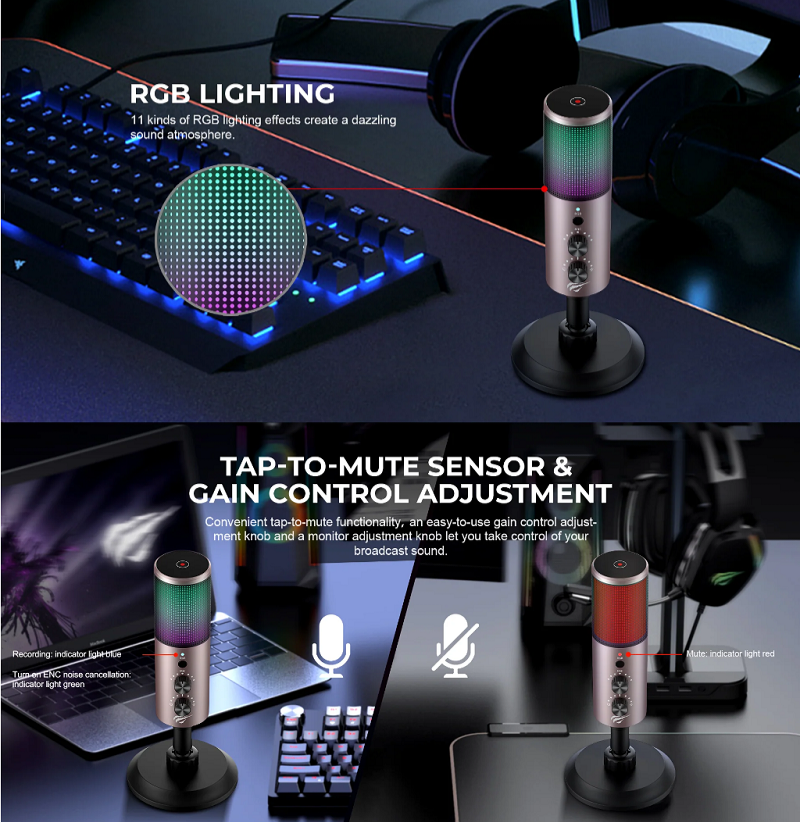 RGB LIGHTING
11 kinds of RGB lighting effects create a dazzling
sound atmosphere.
TAP-TO-MUTE SENSOR &
GAIN CONTROL ADJUSTMENT
Convenient tap-to-mute functionality, an easy-to-use gain control adjust-
ment knob and a monitor adjustment knob let you take control of your
broadcast sound.
Recording: indicator light blue
Turn on ENC noise cancellation:
indicator light green
Mute: indicator light red